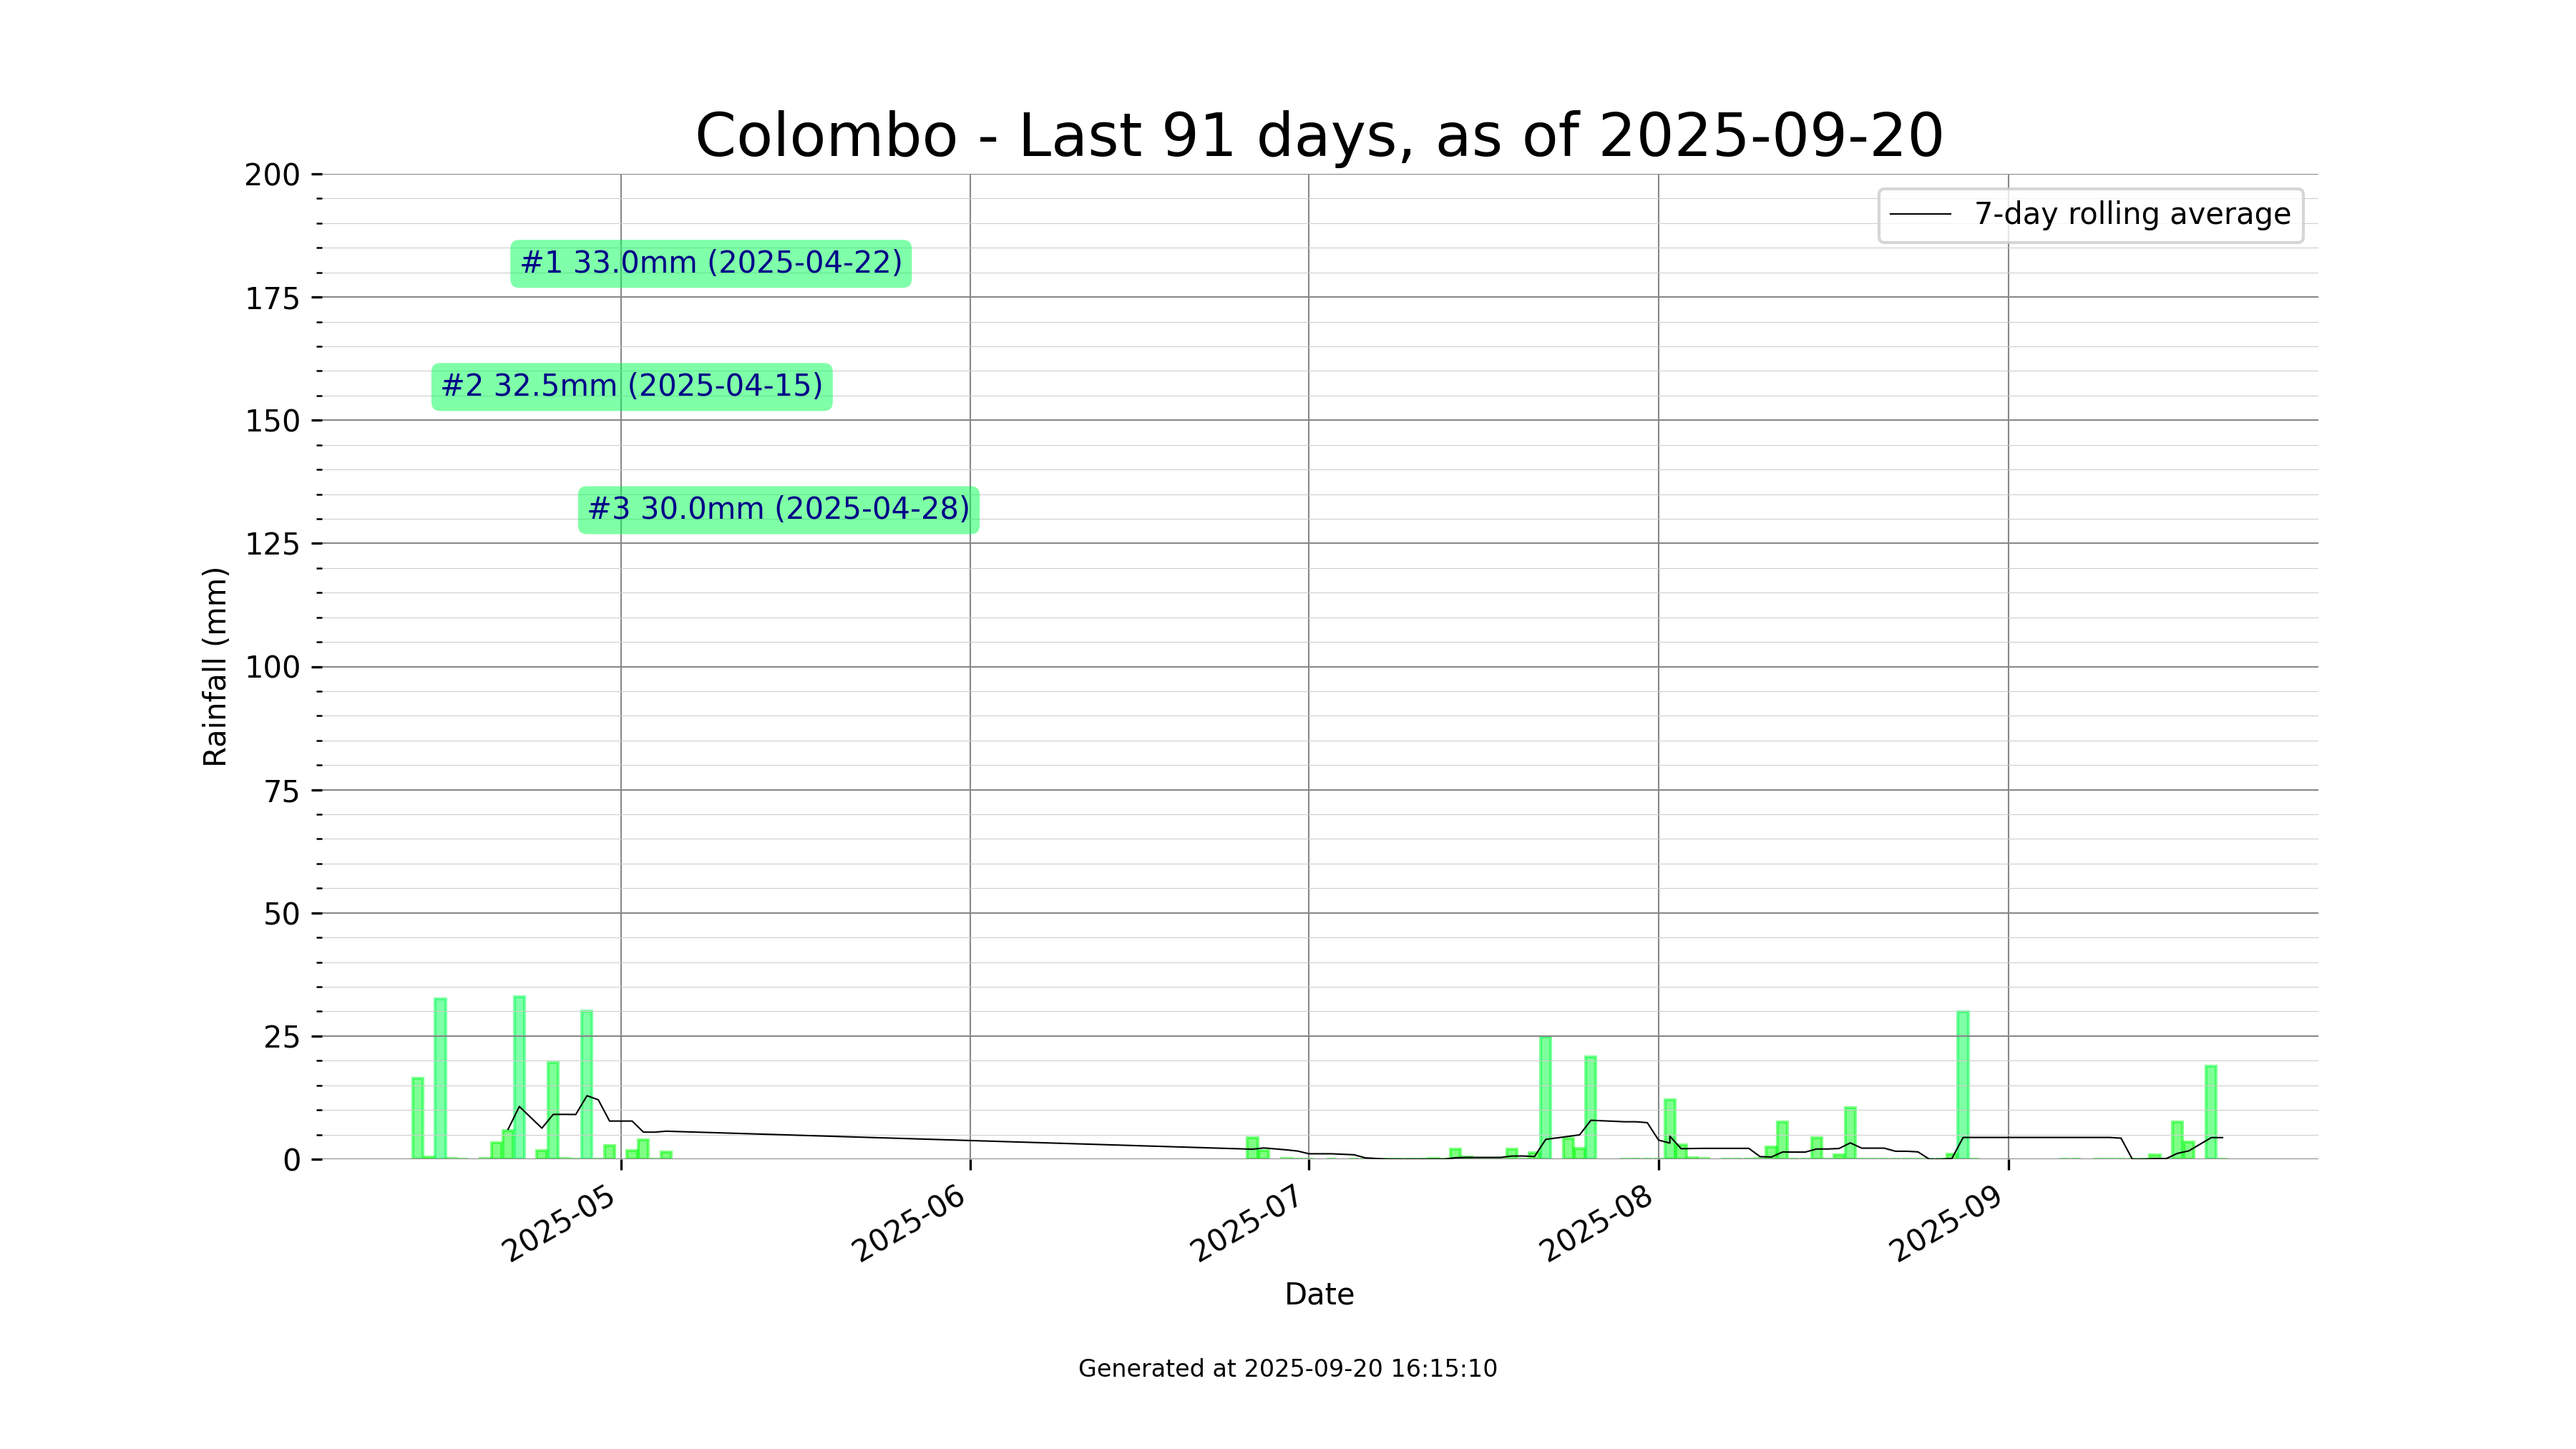 Colombo - Last 91 days, as of 2025-09-20
7-day rolling average
#1 33.0mm (2025-04-22)
#2 32.5mm (2025-04-15)
#3 30.0mm (2025-04-28)
Rainfall (mm)
200
175
150
125
100
75
50
25
0
2025-05
2025-06
2025-07
2025-08
2025-09
Date
Generated at 2025-09-20 16:15:10